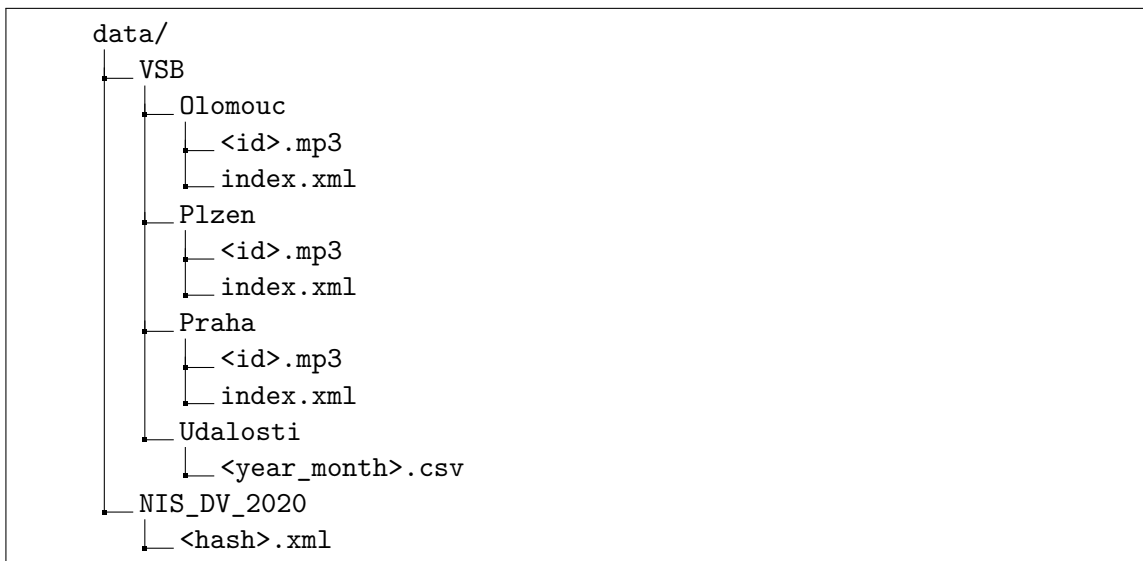 data/
VSB
Olomouc
<id>.mp3
index.xml
Plzen
<id>.mp3
index.xml
Praha
<id>.mp3
index.xml
Udalosti
<year_month>.csv
NIS_DV_2020
<hash>.xml